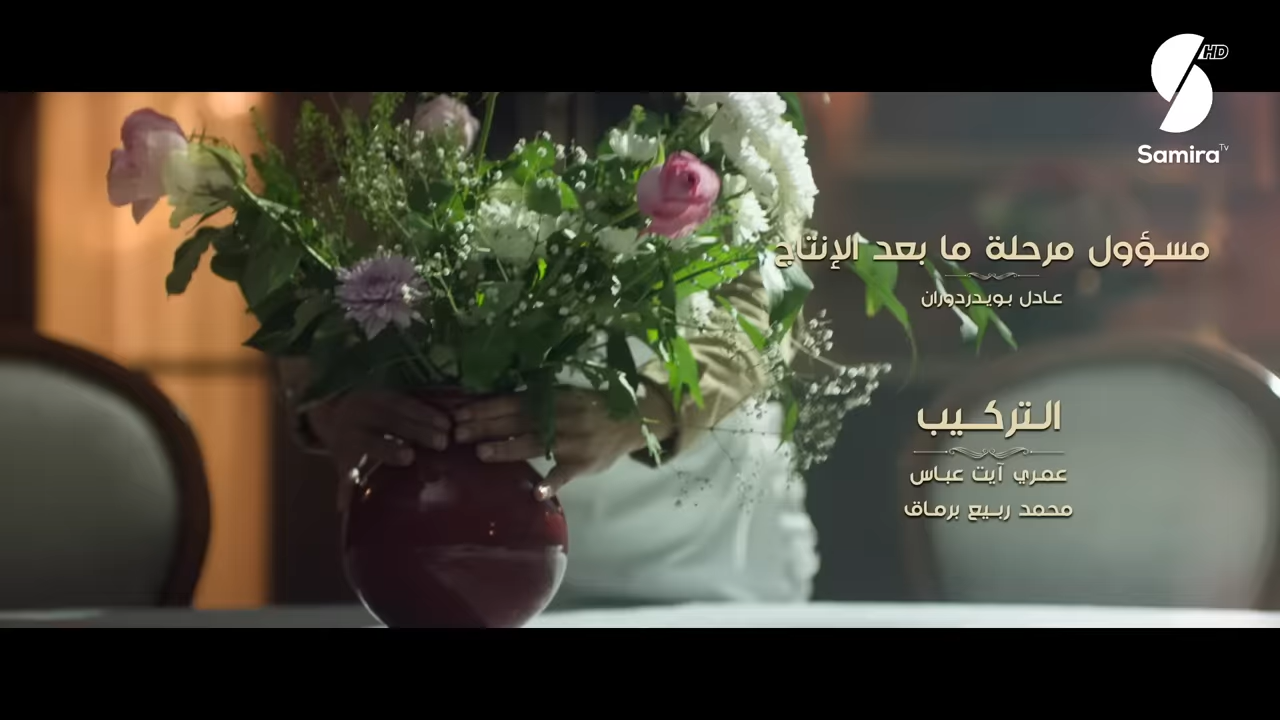 HD
Samira Tv
مسؤول مرحلة ما بعد الإنتاج
عادل بويدردوران
التركيب
عمري آيت عباس
محمد ربيع برماق